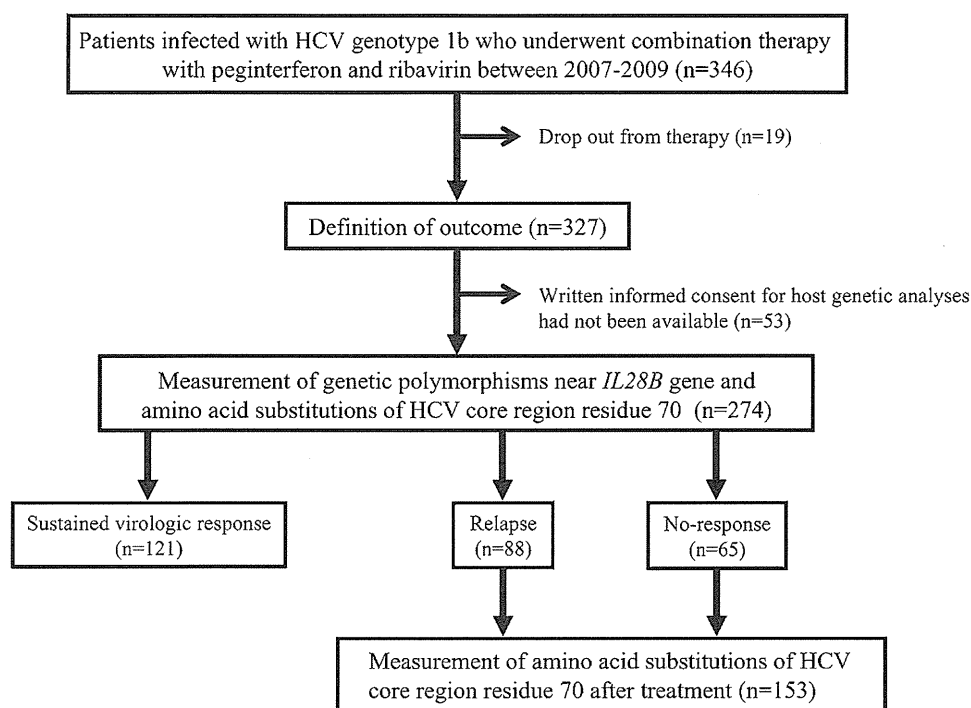 Patients infected with HCV genotype 1b who underwent combination therapy
with peginterferon and ribavirin between 2007-2009 (n=346)
Drop out from therapy (n=19)
Definition of outcome (n=327)
Written informed consent for host genetic analyses
had not been available (n=53)
Measurement of genetic polymorphisms near IL28B gene and
amino acid substitutions of HCV core region residue 70 (n=274)
Sustained virologic response
(n=121)
Relapse
(n=88)
No-response
(n=65)
Measurement of amino acid substitutions of HCV
core region residue 70 after treatment (n=153)